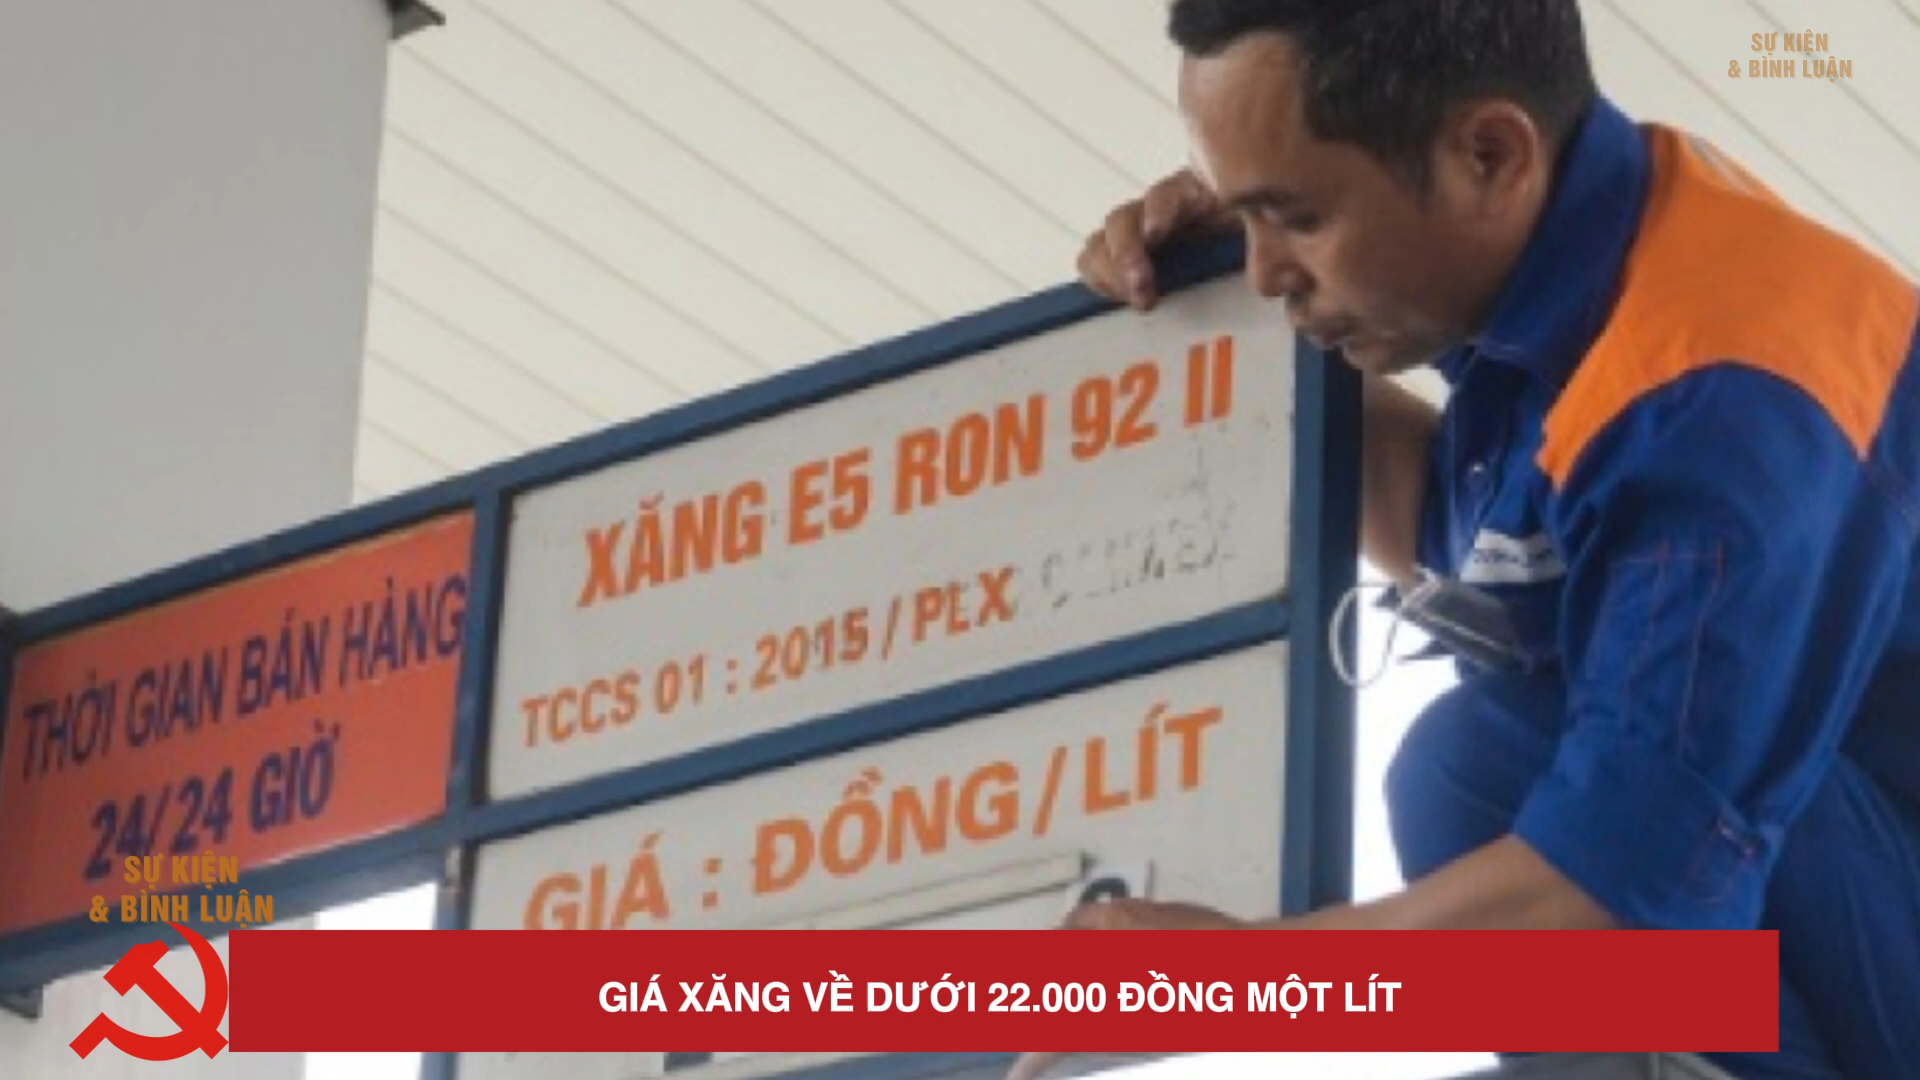 SỰ KIỆN
& BÌNH LUẬN
XĂNG E5 RON 92 II
TCCS 01 : 2015 / PLX
THỜI GIAN BÁN HÀNG
24/24 GIỜ
GIÁ : ĐỒNG / LÍT
SỰ KIỆN
& BÌNH LUẬN
GIÁ XĂNG VỀ DƯỚI 22.000 ĐỒNG MỘT LÍT